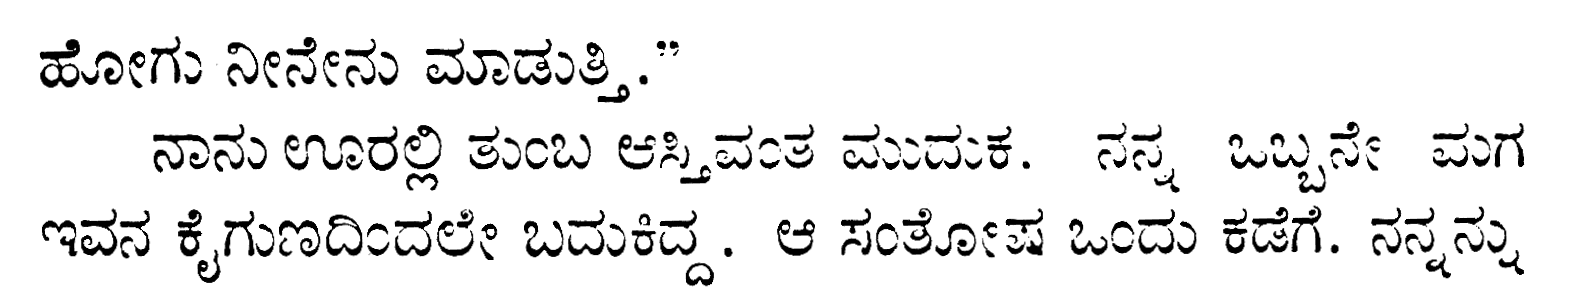 ಹೋಗು ನೀನೇನು ಮಾಡುತ್ತಿ.”
ನಾನು ಊರಲ್ಲಿ ತುಂಬ ಆಸ್ತಿವಂತ ಮುದುಕ. ನನ್ನ ಒಬ್ಬನೇ ಮಗ
ಇವನ ಕೈಗುಣದಿಂದಲೇ ಬದುಕಿದ್ದ. ಆ ಸಂತೋಷ ಒಂದು ಕಡೆಗೆ. ನನ್ನನ್ನು